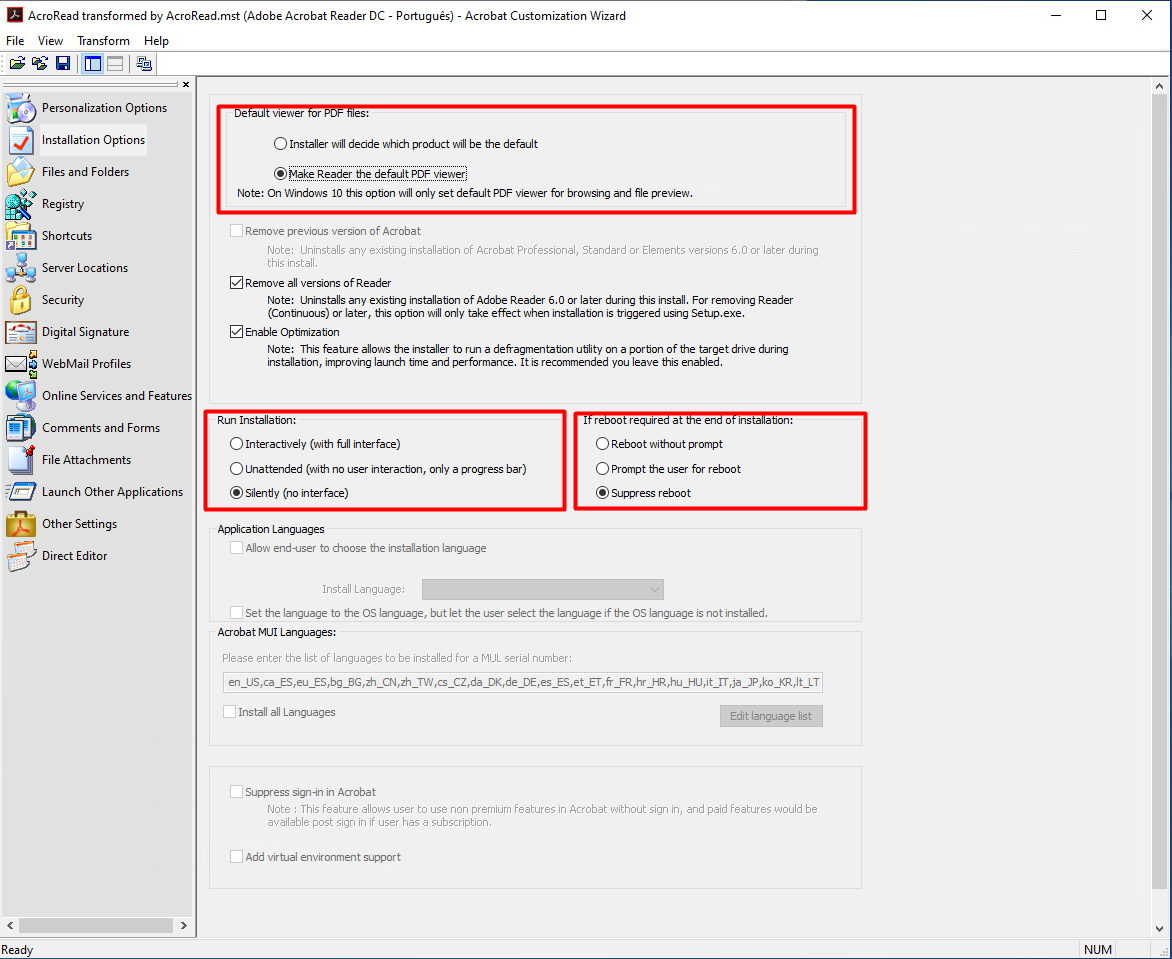 AcroRead transformed by AcroRead.mst (Adobe Acrobat Reader DC - Português) - Acrobat Customization Wizard
File View Transform Help
Personalization Options
Installation Options
Files and Folders
Registry
Shortcuts
Server Locations
Security
Digital Signature
WebMail Profiles
Online Services and Features
Comments and Forms
File Attachments
Launch Other Applications
Other Settings
Direct Editor
Default viewer for PDF files:
Installer will decide which product will be the default
Make Reader the default PDF viewer
Note: On Windows 10 this option will only set default PDF viewer for browsing and file preview.
Remove previous version of Acrobat
Note: Uninstalls any existing installation of Acrobat Professional, Standard or Elements versions 6.0 or later during
this install.
Remove all versions of Reader
Note: Uninstalls any existing installation of Adobe Reader 6.0 or later during this install. For removing Reader
(Continuous) or later, this option will only take effect when installation is triggered using Setup.exe.
Enable Optimization
Note: This feature allows the installer to run a defragmentation utility on a portion of the target drive during
installation, improving launch time and performance. It is recommended you leave this enabled.
Run Installation:
Interactively (with full interface)
Unattended (with no user interaction, only a progress bar)
Silently (no interface)
If reboot required at the end of installation:
Reboot without prompt
Prompt the user for reboot
Suppress reboot
Application Languages
Allow end-user to choose the installation language
Install Language:
Set the language to the OS language, but let the user select the language if the OS language is not installed.
Acrobat MUI Languages:
Please enter the list of languages to be installed for a MUL serial number:
en_US,ca_ES,eu_ES,bg_BG,zh_CN,zh_TW,cs_CZ,da_DK,de_DE,es_ES,et_ET,fr_FR,hr_HR,hu_HU,it_IT,ja_JP,ko_KR,lt_LT
Install all Languages
Edit language list
Suppress sign-in in Acrobat
Note : This feature allows user to use non premium features in Acrobat without sign in, and paid features would be
available post sign in if user has a subscription.
Add virtual environment support
Ready
NUM